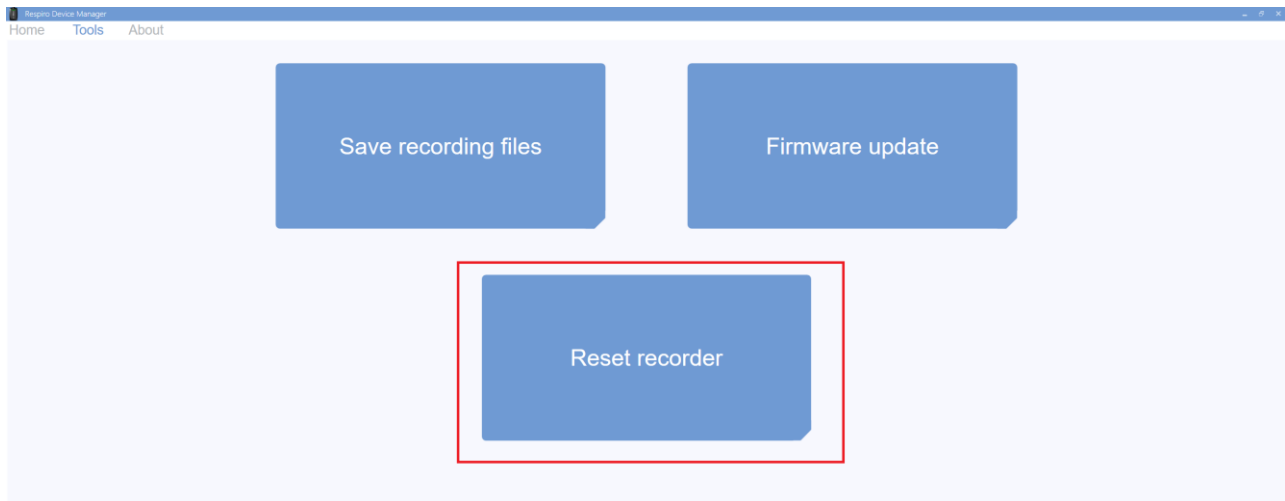 Respiro Device Manager
Home Tools About
Save recording files
Firmware update
Reset recorder